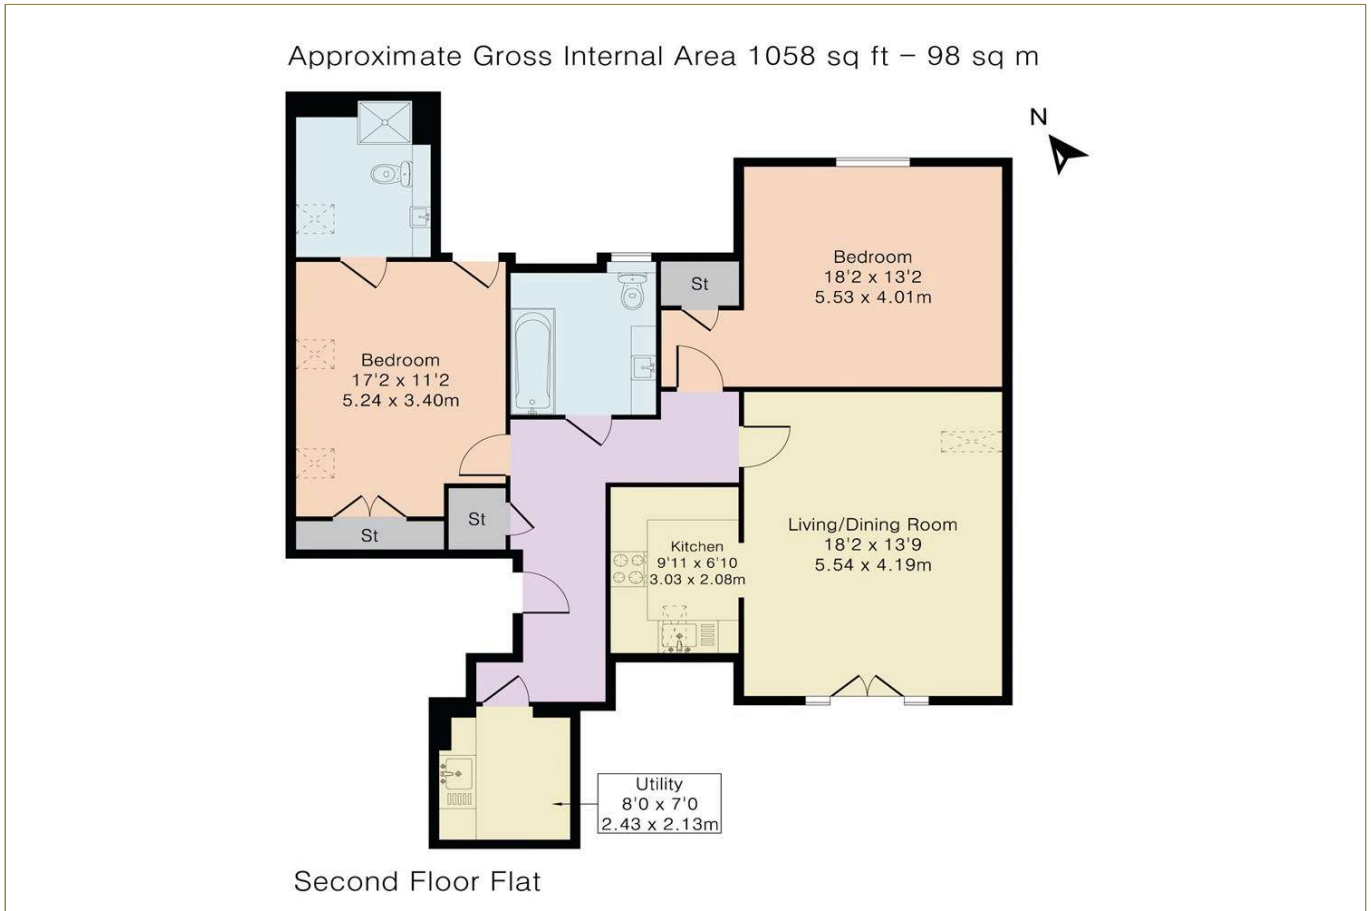 Approximate Gross Internal Area 1058 sq ft – 98 sq m
N
Bedroom
18'2 x 13'2
5.53 x 4.01m
St
Bedroom
17'2 x 11'2
5.24 x 3.40m
St
St
Kitchen
9'11 x 6'10
3.03 x 2.08m
Living/Dining Room
18'2 x 13'9
5.54 x 4.19m
Utility
8'0 x 7'0
2.43 x 2.13m
Second Floor Flat